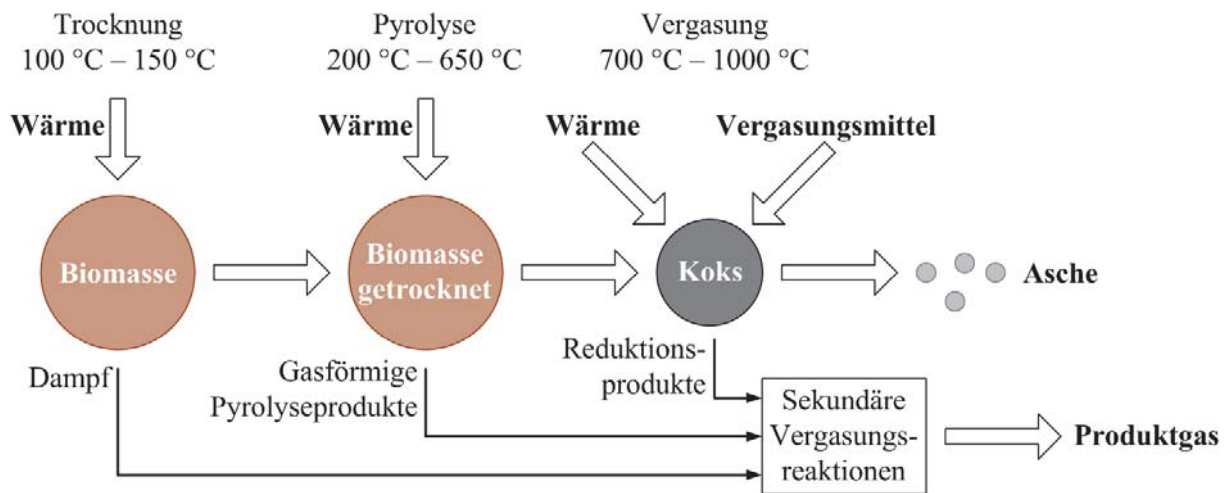 Trocknung
100 °C – 150 °C
Pyrolyse
200 °C – 650 °C
Vergasung
700 °C – 1000 °C
Wärme
Wärme
Wärme
Vergasungsmittel
Biomasse
Biomasse
getrocknet
Koks
Asche
Dampf
Gasförmige
Pyrolyseprodukte
Reduktions-
produkte
Sekundäre
Vergasungs-
reaktionen
Produktgas